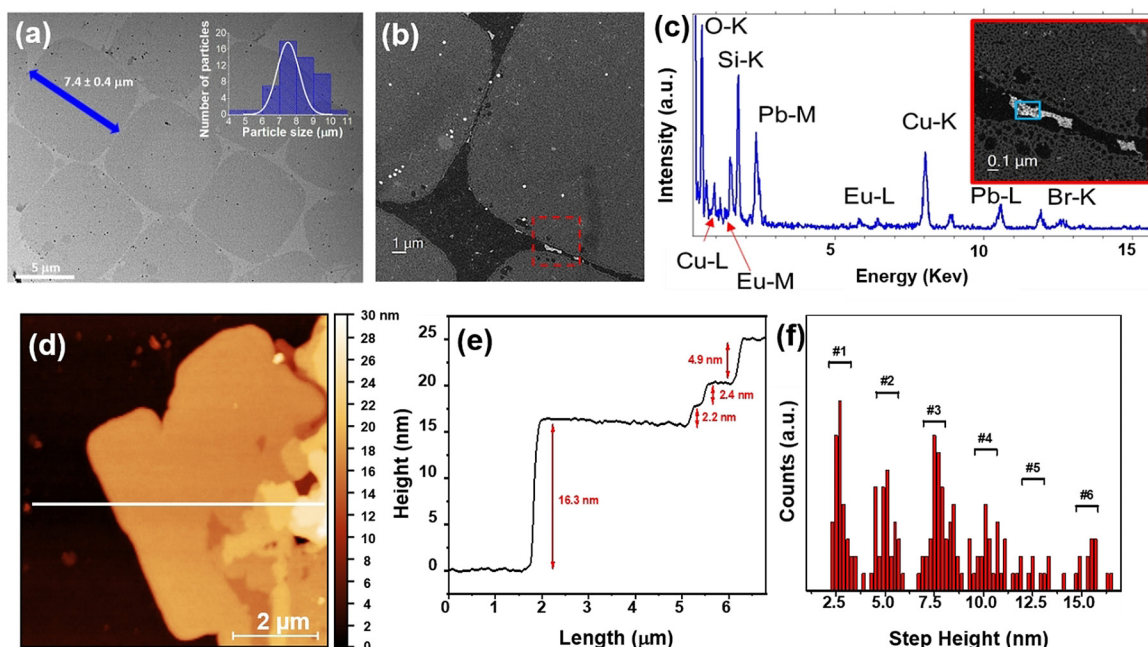 (a)
7.4 ± 0.4 µm
5 µm
Number of particles
20
16
12
8
4
0
4 5 6 7 8 9 10 11
Particle size (µm)
(b)
1 µm
(c)
Intensity (a.u.)
O-K
Si-K
Pb-M
Cu-L
Eu-M
Eu-L
Cu-K
Pb-L
Br-K
0.1 µm
5 10 15
Energy (Kev)
(d)
2 µm
30 nm
28
26
24
22
20
18
16
14
12
10
8
6
4
2
0
(e)
Height (nm)
25
20
15
10
5
0
16.3 nm
2.2 nm
2.4 nm
4.9 nm
0 1 2 3 4 5 6
Length (µm)
(f)
Counts (a.u.)
#1
#2
#3
#4
#5
#6
2.5 5.0 7.5 10.0 12.5 15.0
Step Height (nm)